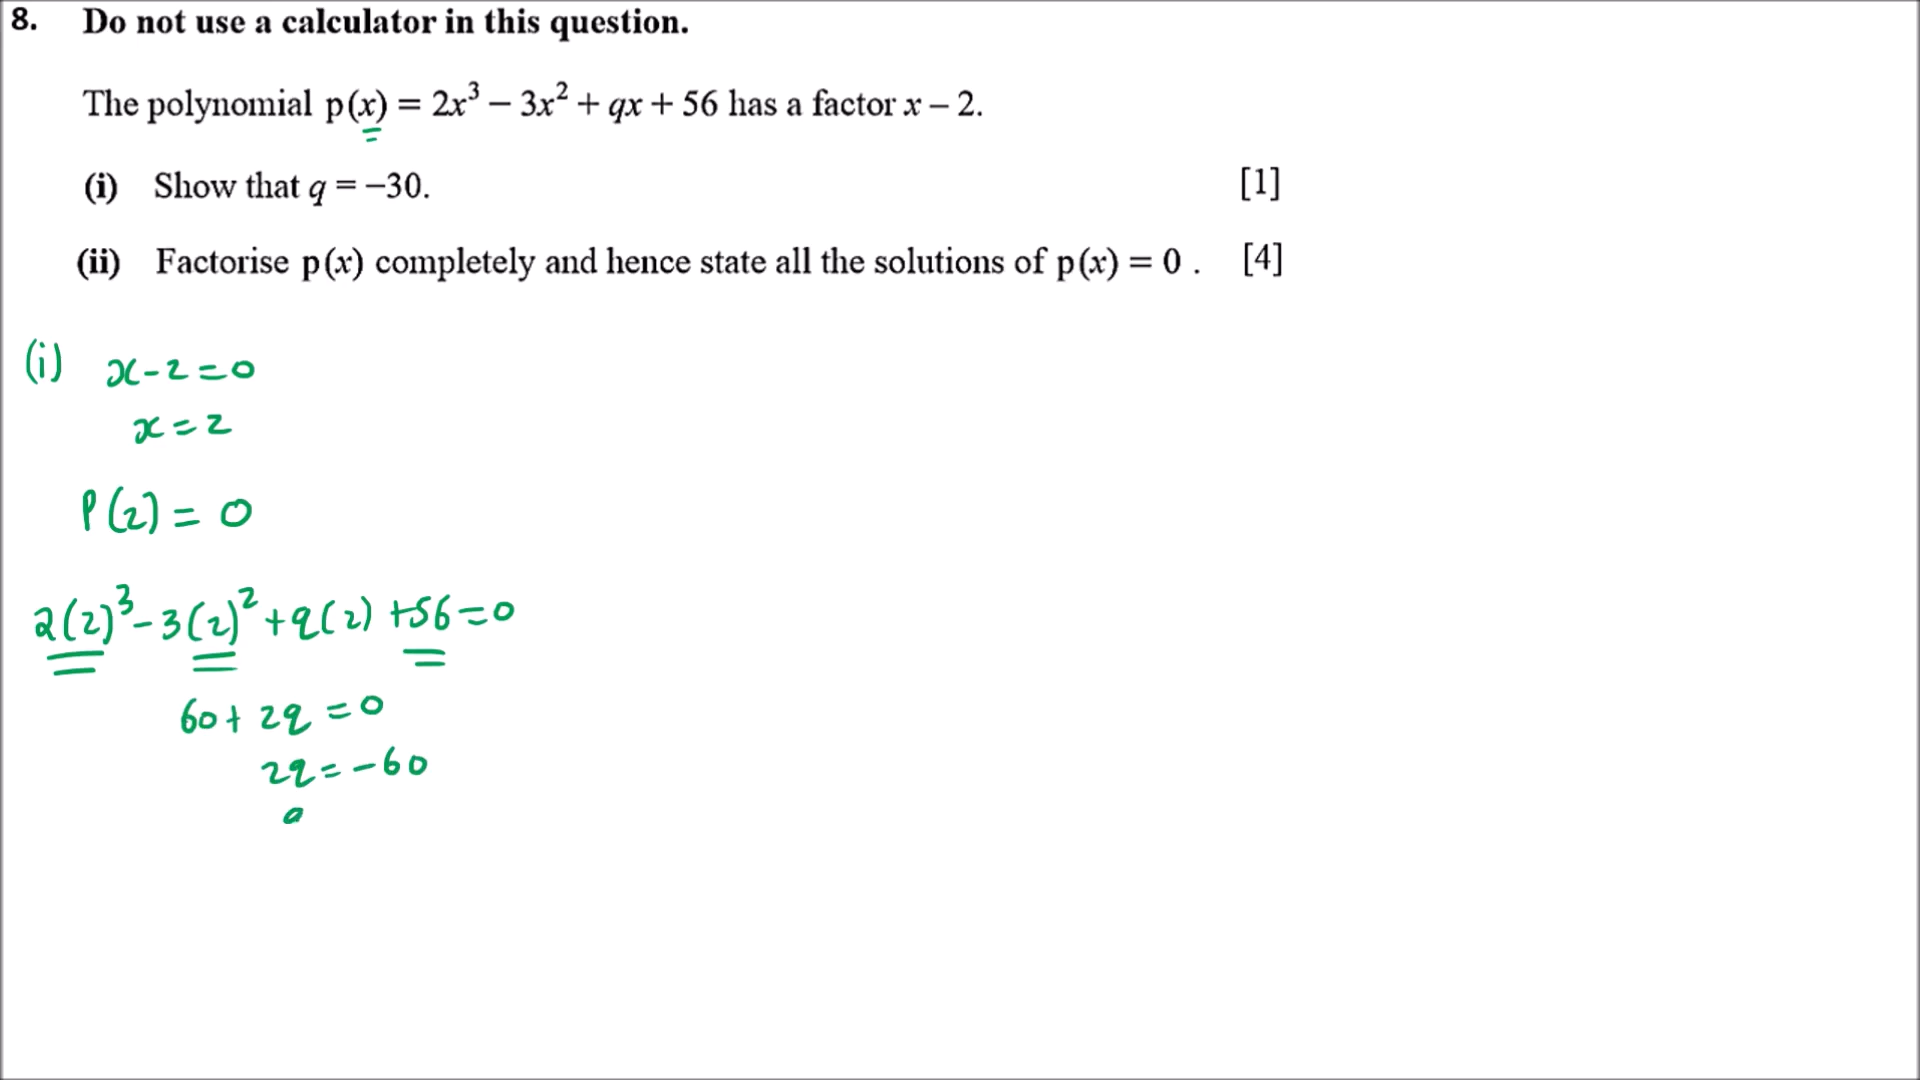 8. Do not use a calculator in this question.
The polynomial p(x) = 2x³ − 3x² + qx + 56 has a factor x − 2.
(i) Show that q = −30. [1]
(ii) Factorise p(x) completely and hence state all the solutions of p(x) = 0 . [4]
(i) x-2=0
x=2
P(2)=0
2(2)³-3(2)²+q(2)+56=0
60+2q=0
2q=-60